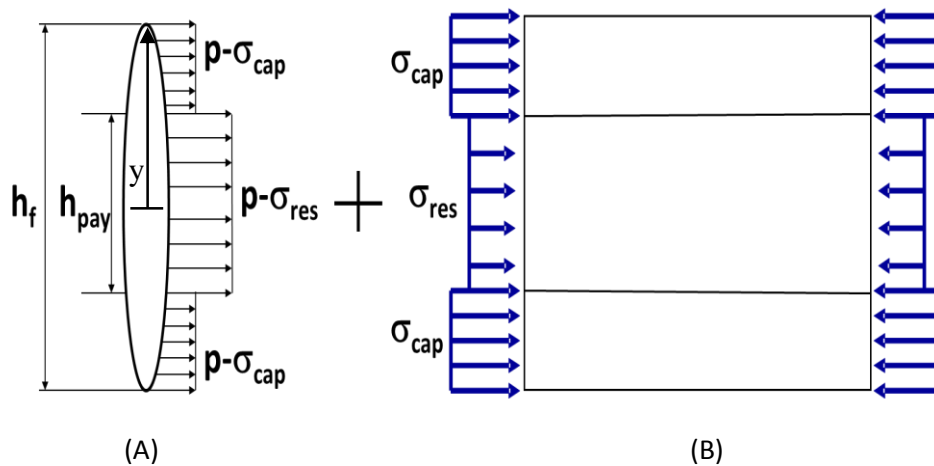 p-σcap
y
hf
hpay
p-σres
+
p-σcap
σcap
σres
σcap
(A)
(B)